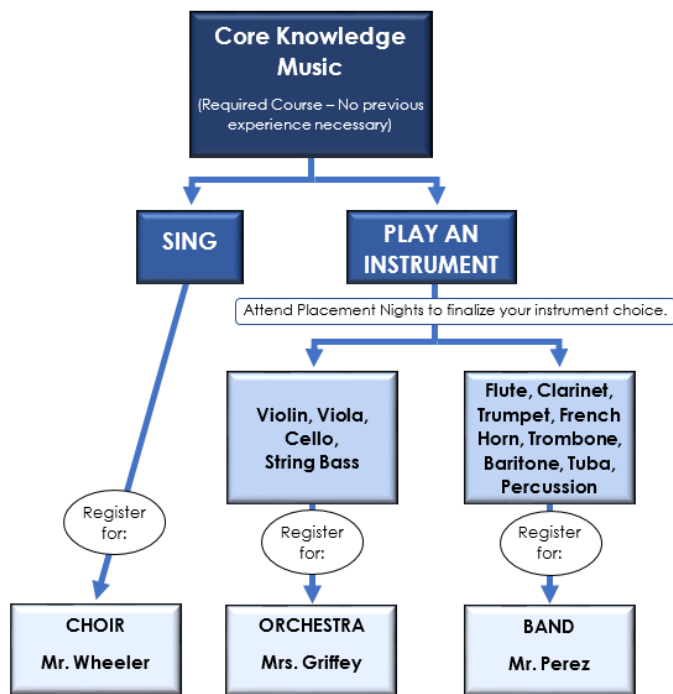 Core Knowledge
Music
(Required Course – No previous
experience necessary)
SING
PLAY AN
INSTRUMENT
Attend Placement Nights to finalize your instrument choice.
Violin, Viola,
Cello,
String Bass
Flute, Clarinet,
Trumpet, French
Horn, Trombone,
Baritone, Tuba,
Percussion
Register
for:
Register
for:
Register
for:
CHOIR
Mr. Wheeler
ORCHESTRA
Mrs. Griffey
BAND
Mr. Perez